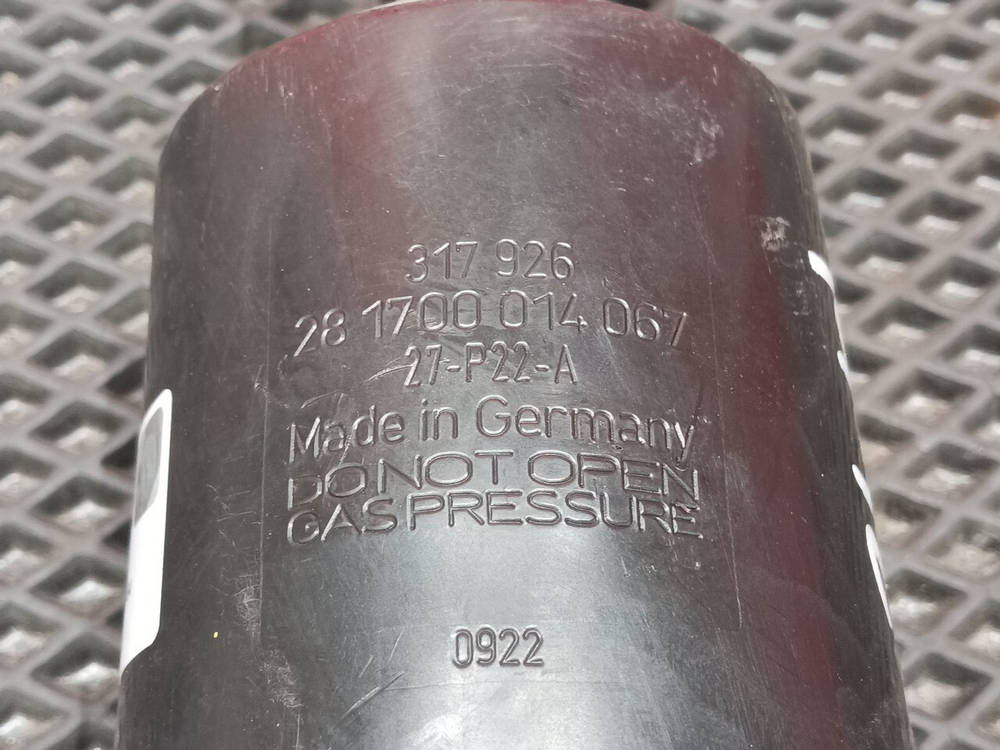 317 926
28 1700 014 067
27-P22-A
Made in Germany
DO NOT OPEN
GAS PRESSURE
0922